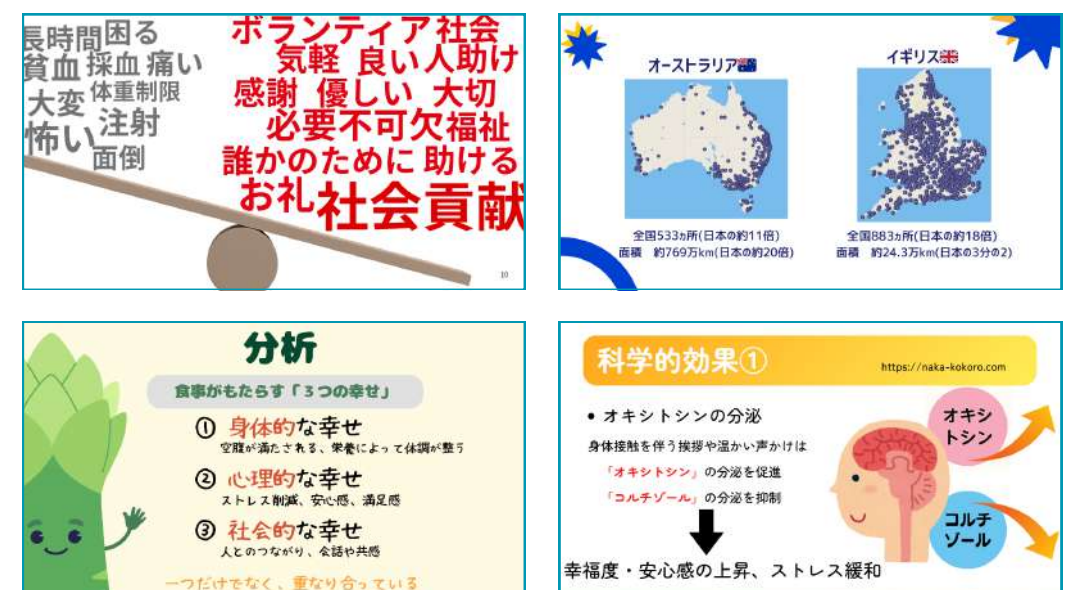 長時間 困る
貧血 採血 痛い
大変 体重制限
怖い 注射
面倒
ボランティア 社会
気軽 良い 人助け
感謝 優しい 大切
必要不可欠 福祉
誰かのために 助ける
お礼 社会貢献
10
オーストラリア
イギリス
全国533ヵ所(日本の約11倍)
面積 約769万km(日本の約20倍)
全国883ヵ所(日本の約18倍)
面積 約24.3万km(日本の3分の2)
分析
食事がもたらす「3つの幸せ」
① 身体的な幸せ
空腹が満たされる、栄養によって体調が整う
② 心理的な幸せ
ストレス削減、安心感、満足感
③ 社会的な幸せ
人とのつながり、会話や共感
一つだけでなく、重なり合っている
科学的効果①
https://naka-kokoro.com
• オキシトシンの分泌
身体接触を伴う挨拶や温かい声かけは
「オキシトシン」の分泌を促進
「コルチゾール」の分泌を抑制
幸福度・安心感の上昇、ストレス緩和
オキシ
トシン
コルチ
ゾール